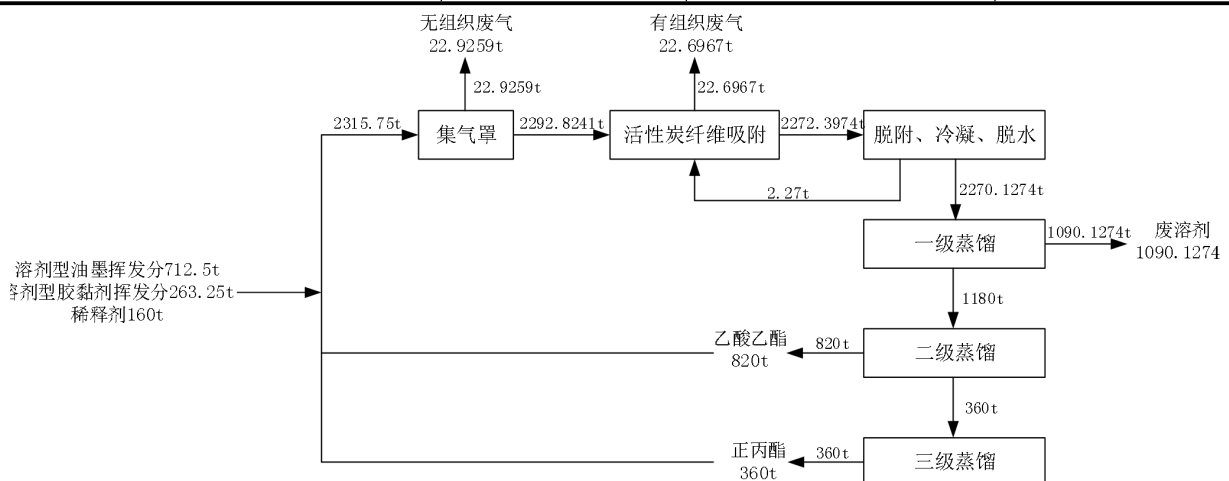 无组织废气
22.9259t
有组织废气
22.6967t
22.9259t
22.6967t
2315.75t
集气罩
2292.8241t
活性炭纤维吸附
2272.3974t
脱附、冷凝、脱水
2.27t
2270.1274t
一级蒸馏
1090.1274t
废溶剂
1090.1274
溶剂型油墨挥发分712.5t
溶剂型胶黏剂挥发分263.25t
稀释剂160t
1180t
乙酸乙酯
820t
820t
二级蒸馏
360t
正丙酯
360t
360t
三级蒸馏